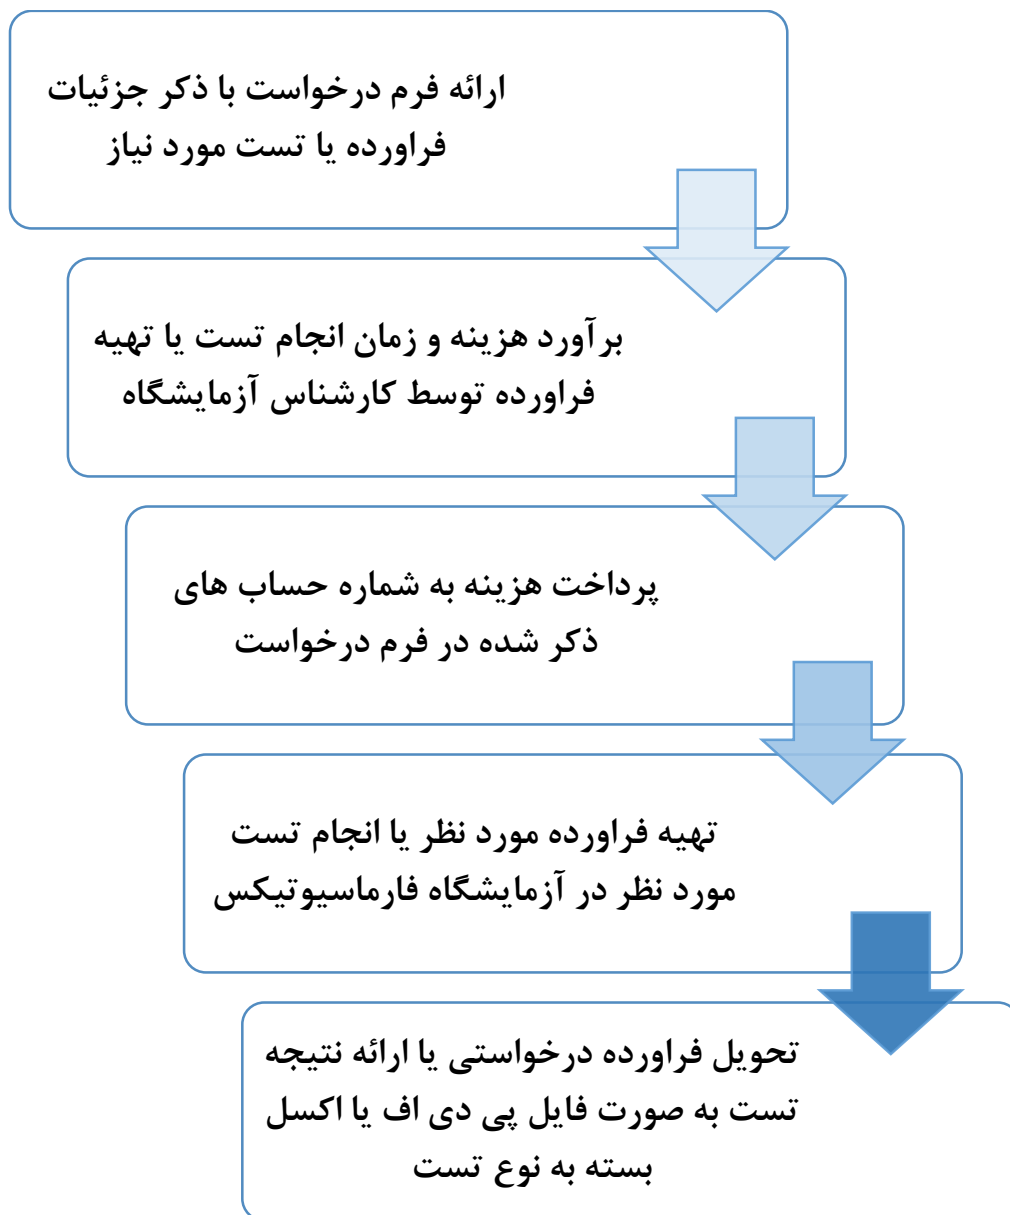 ارائه فرم درخواست با ذکر جزئیات
فراورده یا تست مورد نیاز
برآورد هزینه و زمان انجام تست یا تهیه
فراورده توسط کارشناس آزمایشگاه
پرداخت هزینه به شماره حساب های
ذکر شده در فرم درخواست
تهیه فراورده مورد نظر یا انجام تست
مورد نظر در آزمایشگاه فارماسیوتیکس
تحویل فراورده درخواستی یا ارائه نتیجه
تست به صورت فایل پی دی اف یا اکسل
بسته به نوع تست